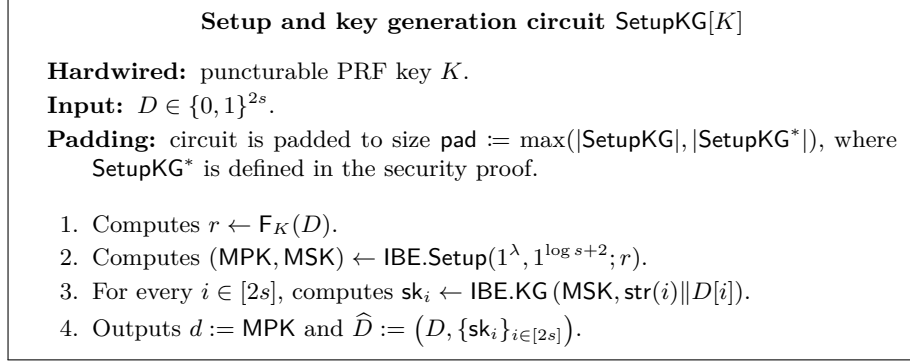 Setup and key generation circuit SetupKG[K]
Hardwired: puncturable PRF key K.
Input: D ∈ {0, 1}^{2s}.
Padding: circuit is padded to size pad ≔ max(|SetupKG|, |SetupKG*|), where
SetupKG* is defined in the security proof.
1. Computes r ← F_K(D).
2. Computes (MPK, MSK) ← IBE.Setup(1^λ, 1^{log s+2}; r).
3. For every i ∈ [2s], computes sk_i ← IBE.KG (MSK, str(i)‖D[i]).
4. Outputs d := MPK and D̂ := (D, {sk_i}_{i∈[2s]}).